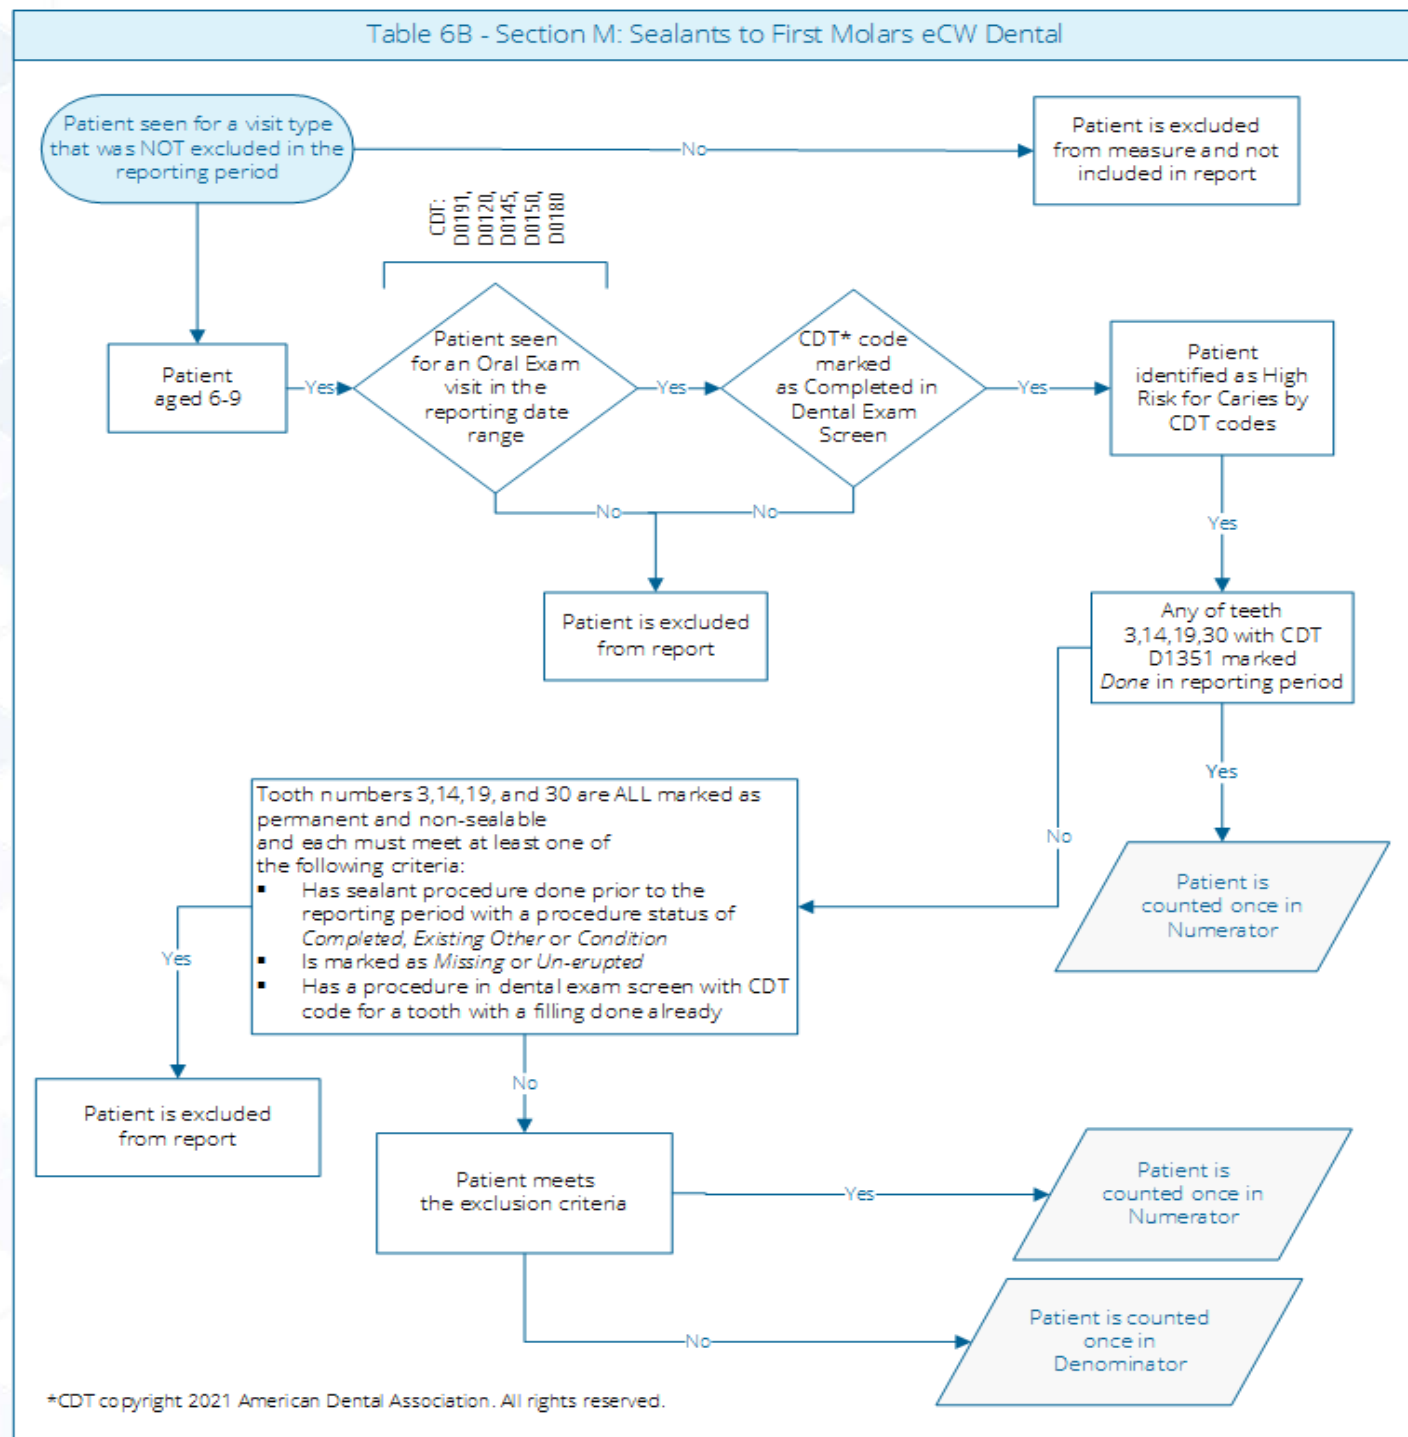 Table 6B - Section M: Sealants to First Molars eCW Dental
Patient seen for a visit type
that was NOT excluded in the
reporting period
No
Patient is excluded
from measure and not
included in report
CDT:
D0191,
D0120,
D0145,
D0150,
D0180
Patient
aged 6-9
Yes
Patient seen
for an Oral Exam
visit in the
reporting date
range
Yes
CDT* code
marked
as Completed in
Dental Exam
Screen
Yes
Patient
identified as High
Risk for Caries by
CDT codes
No
No
Patient is excluded
from report
Yes
Any of teeth
3,14,19,30 with CDT
D1351 marked
Done in reporting period
Yes
No
Patient is
counted once in
Numerator
Tooth numbers 3,14,19, and 30 are ALL marked as
permanent and non-sealable
and each must meet at least one of
the following criteria:
▪ Has sealant procedure done prior to the
reporting period with a procedure status of
Completed, Existing Other or Condition
▪ Is marked as Missing or Un-erupted
▪ Has a procedure in dental exam screen with CDT
code for a tooth with a filling done already
Yes
Patient is excluded
from report
No
Patient meets
the exclusion criteria
Yes
Patient is
counted once in
Numerator
No
Patient is counted
once in
Denominator
*CDT copyright 2021 American Dental Association. All rights reserved.